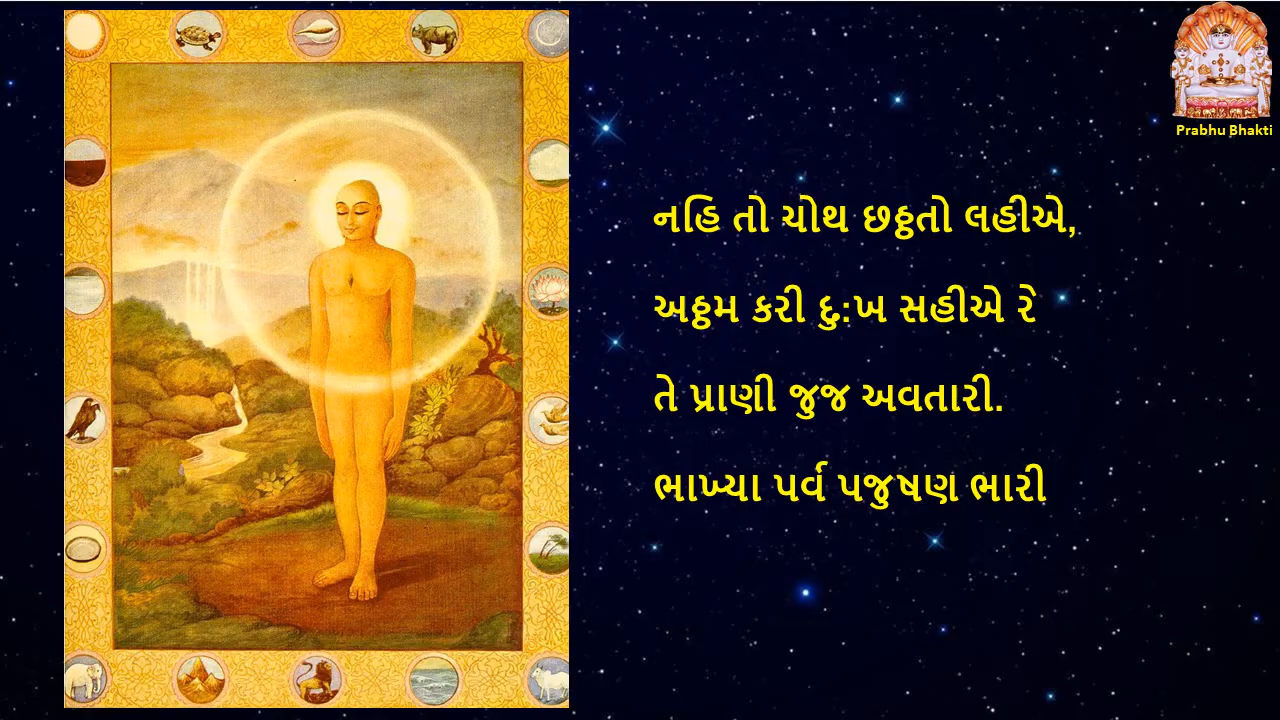 Prabhu Bhakti
નહિ તો ચોથ છઠ્ઠતો લહીએ,
અઠ્ઠમ કરી દુ:ખ સહીએ રે
તે પ્રાણી જુજ અવતારી.
ભાખ્યા પર્વ પજુષણ ભારી